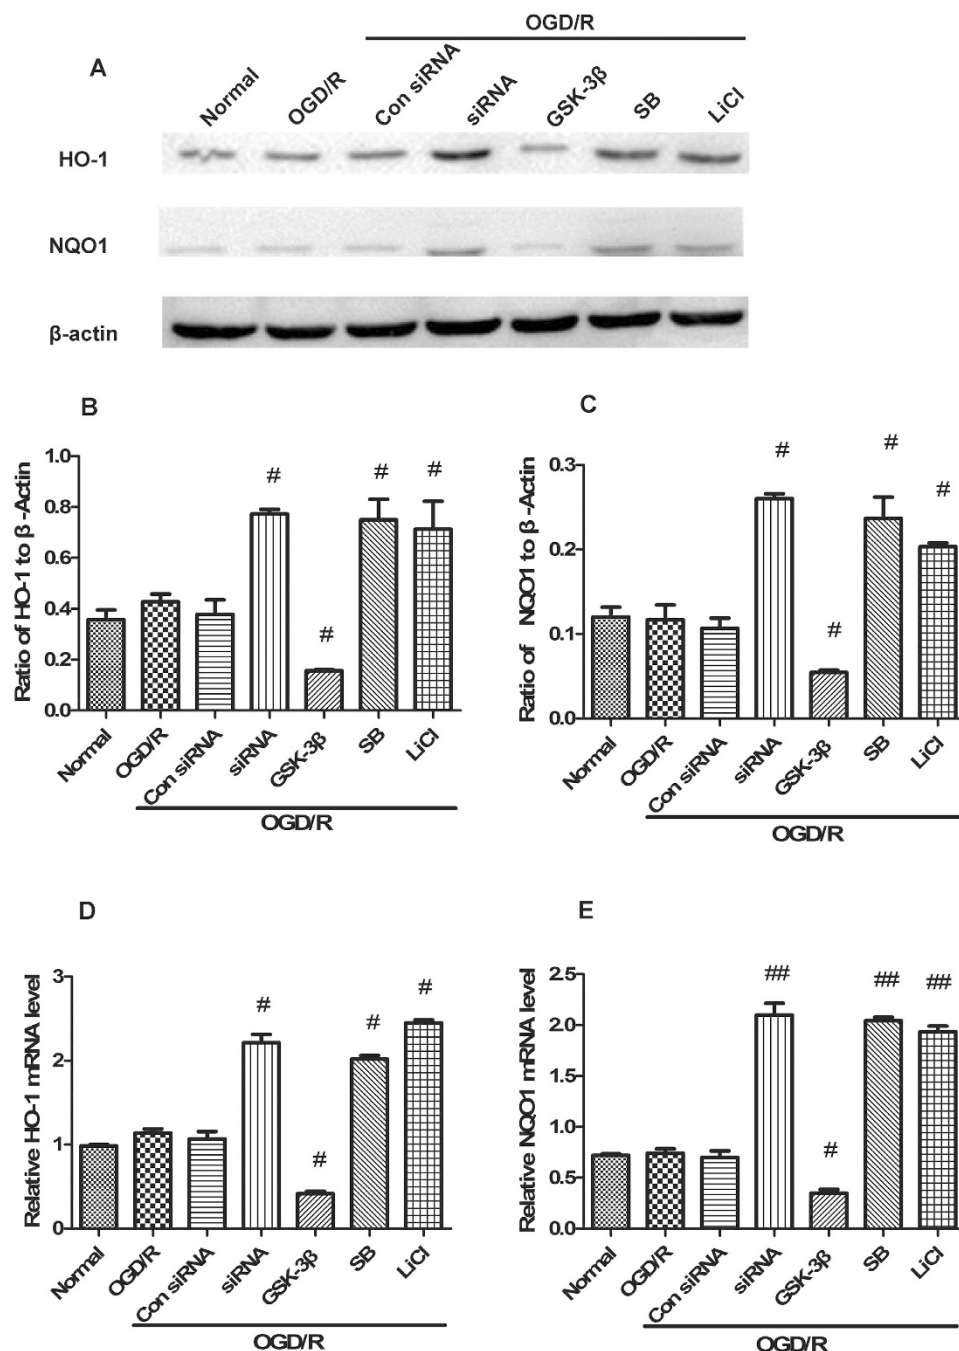 OGD/R
A
Normal OGD/R Con siRNA siRNA GSK-3β SB LiCl
HO-1
NQO1
β-actin
B
Ratio of HO-1 to β -Actin
1.0
0.8
0.6
0.4
0.2
0.0
# # # #
Normal OGD/R Con siRNA siRNA GSK-3β SB LiCl
OGD/R
C
Ratio of NQO1 to β -Actin
0.3
0.2
0.1
0.0
# # # #
Normal OGD/R Con siRNA siRNA GSK-3β SB LiCl
OGD/R
D
Relative HO-1 mRNA level
3
2
1
0
# # # #
Normal OGD/R Con siRNA siRNA GSK-3β SB LiCl
OGD/R
E
Relative NQO1 mRNA level
2.5
2.0
1.5
1.0
0.5
0.0
## # ## ##
Normal OGD/R Con siRNA siRNA GSK-3β SB LiCl
OGD/R